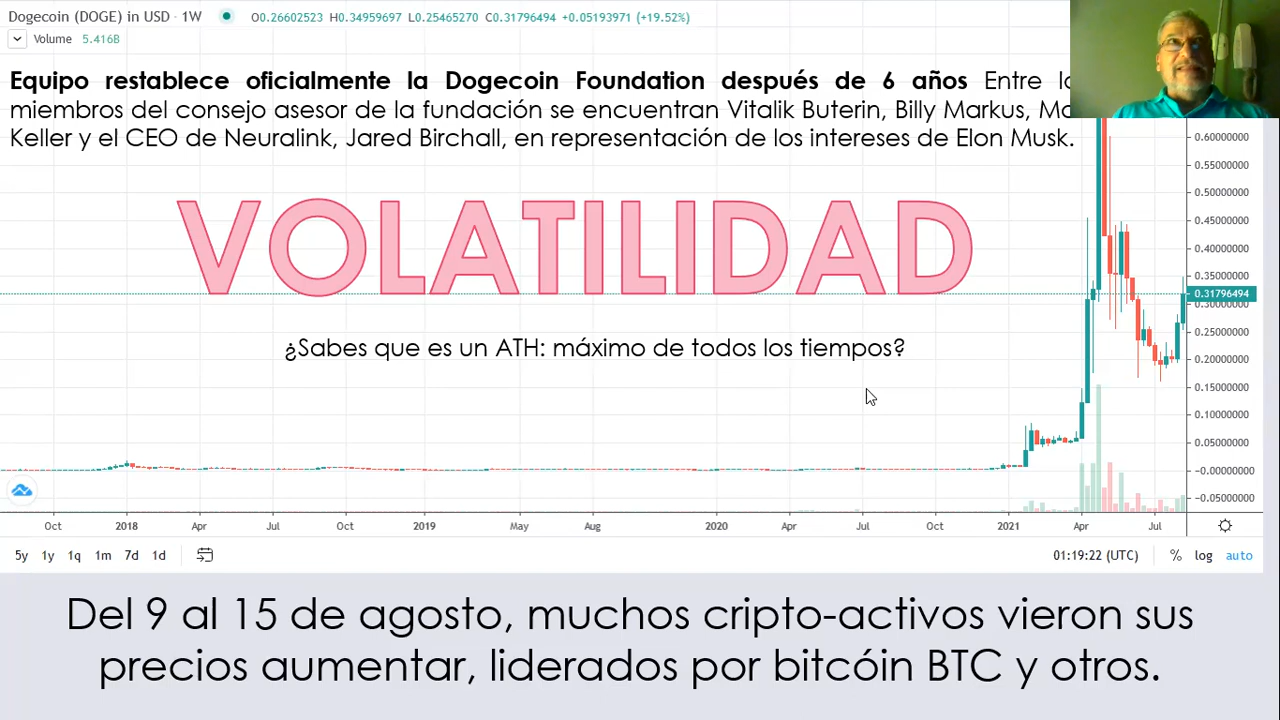 Dogecoin (DOGE) in USD · 1W O0.26602523 H0.34959697 L0.25465270 C0.31796494 +0.05193971 (+19.52%)
Volume 5.416B
Equipo restablece oficialmente la Dogecoin Foundation después de 6 años Entre
miembros del consejo asesor de la fundación se encuentran Vitalik Buterin, Billy Markus,
Keller y el CEO de Neuralink, Jared Birchall, en representación de los intereses de Elon Musk.
VOLATILIDAD
¿Sabes que es un ATH: máximo de todos los tiempos?
0.60000000
0.55000000
0.50000000
0.45000000
0.40000000
0.35000000
0.31796494
0.30000000
0.25000000
0.20000000
0.15000000
0.10000000
0.05000000
-0.00000000
-0.05000000
Oct 2018 Apr Jul Oct 2019 May Aug 2020 Apr Jul Oct 2021 Apr Jul
5y 1y 1q 1m 7d 1d 01:19:22 (UTC) % log auto
Del 9 al 15 de agosto, muchos cripto-activos vieron sus
precios aumentar, liderados por bitcóin BTC y otros.